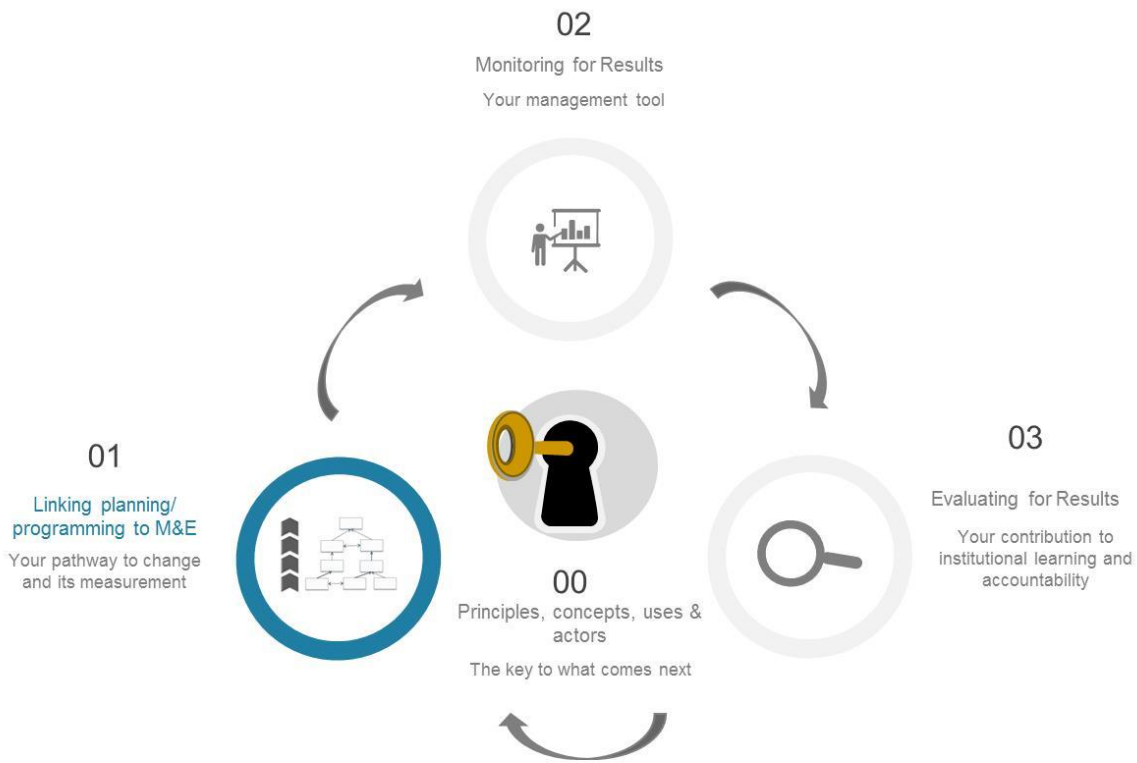 02
Monitoring for Results
Your management tool
01
Linking planning/
programming to M&E
Your pathway to change
and its measurement
03
Evaluating for Results
Your contribution to
institutional learning and
accountability
00
Principles, concepts, uses &
actors
The key to what comes next